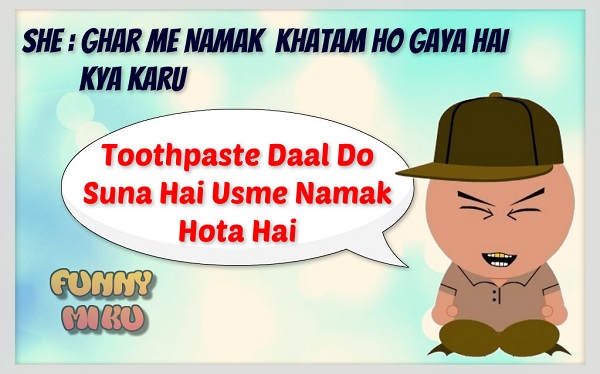 SHE : GHAR ME NAMAK KHATAM HO GAYA HAI
KYA KARU
Toothpaste Daal Do
Suna Hai Usme Namak
Hota Hai
FUNNY
MIKU